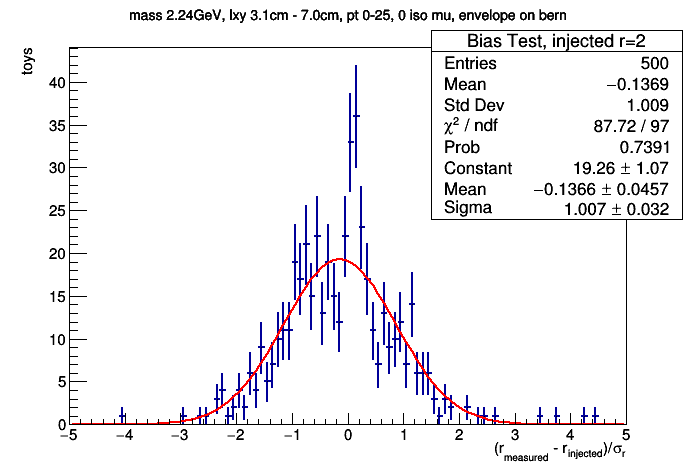 mass 2.24GeV, lxy 3.1cm - 7.0cm, pt 0-25, 0 iso mu, envelope on bern
toys
Bias Test, injected r=2
Entries 500
Mean −0.1369
Std Dev 1.009
χ² / ndf 87.72 / 97
Prob 0.7391
Constant 19.26 ± 1.07
Mean −0.1366 ± 0.0457
Sigma 1.007 ± 0.032
40
35
30
25
20
15
10
5
0
−5 −4 −3 −2 −1 0 1 2 3 4 5
(r_measured - r_injected)/σ_r